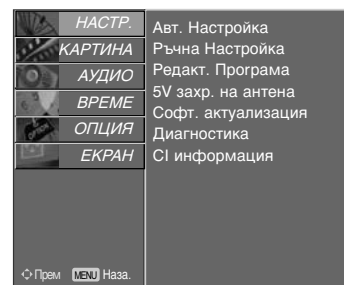 НАСТР.
КАРТИНА
АУДИО
ВРЕМЕ
ОПЦИЯ
ЕКРАН
Авт. Настройка
Ръчна Настройка
Редакт. Програма
5V захр. на антена
Софт. актуализация
Диагностика
CI информация
Прем MENU Наза.